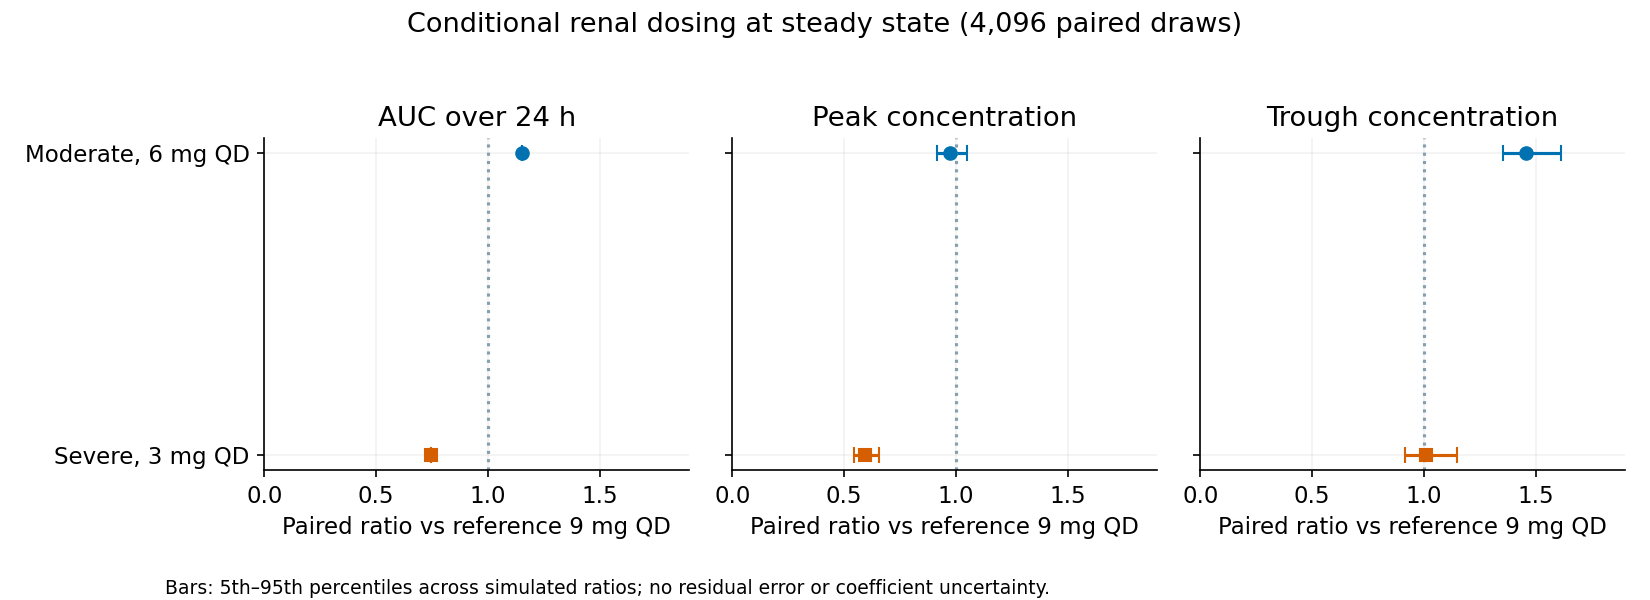 Conditional renal dosing at steady state (4,096 paired draws)
AUC over 24 h
Peak concentration
Trough concentration
Moderate, 6 mg QD
Severe, 3 mg QD
0.0 0.5 1.0 1.5
0.0 0.5 1.0 1.5
0.0 0.5 1.0 1.5
Paired ratio vs reference 9 mg QD
Paired ratio vs reference 9 mg QD
Paired ratio vs reference 9 mg QD
Bars: 5th–95th percentiles across simulated ratios; no residual error or coefficient uncertainty.